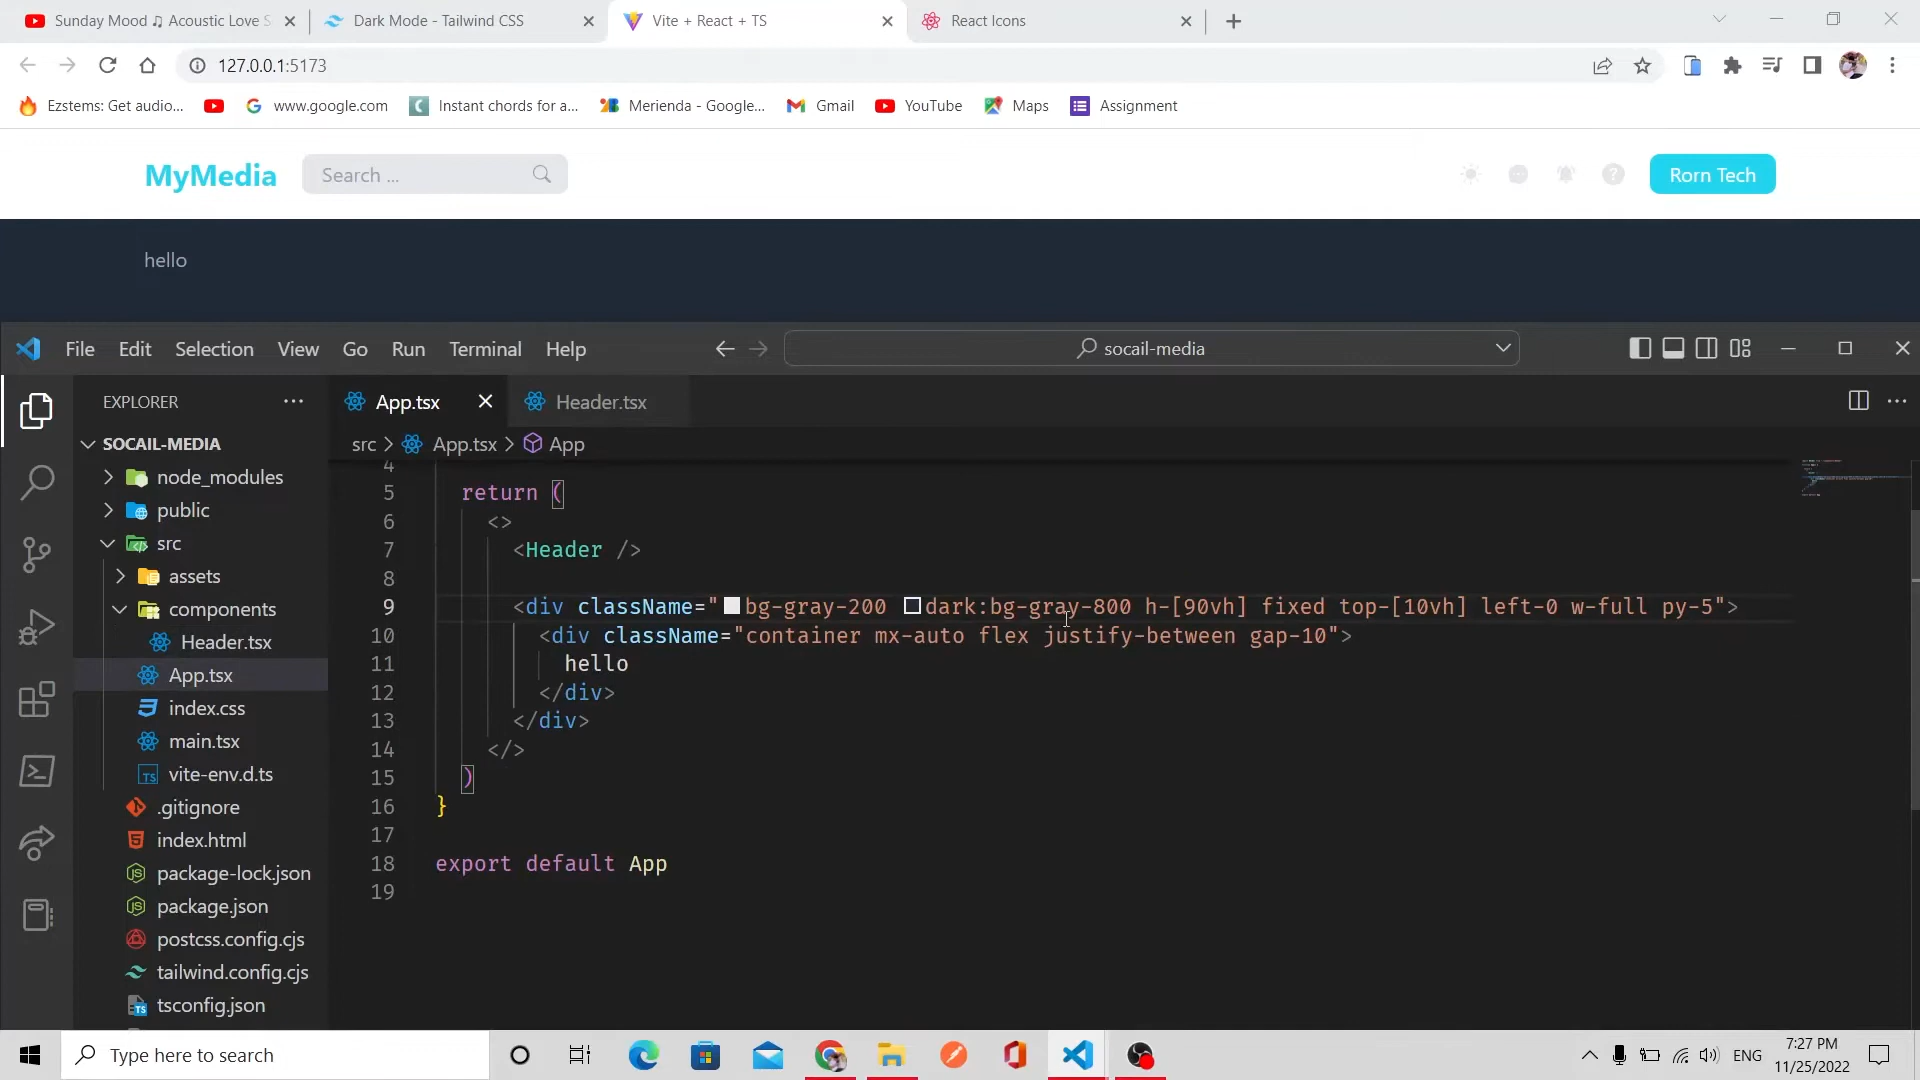 Sunday Mood ♫ Acoustic Love S
Dark Mode - Tailwind CSS
Vite + React + TS
React Icons
127.0.0.1:5173
Ezstems: Get audio...
www.google.com
Instant chords for a...
Merienda - Google...
Gmail
YouTube
Maps
Assignment
MyMedia
Search ...
Rorn Tech
hello
File Edit Selection View Go Run Terminal Help
socail-media
EXPLORER
App.tsx
Header.tsx
src > App.tsx > App
SOCAIL-MEDIA
node_modules
public
src
assets
components
Header.tsx
App.tsx
index.css
main.tsx
TS vite-env.d.ts
.gitignore
index.html
package-lock.json
package.json
postcss.config.cjs
tailwind.config.cjs
tsconfig.json
4
5 return (
6 <>
7 <Header />
8
9 <div className="bg-gray-200 dark:bg-gray-800 h-[90vh] fixed top-[10vh] left-0 w-full py-5">
10 <div className="container mx-auto flex justify-between gap-10">
11 hello
12 </div>
13 </div>
14 </>
15 )
16 }
17
18 export default App
19
Type here to search
ENG
7:27 PM
11/25/2022